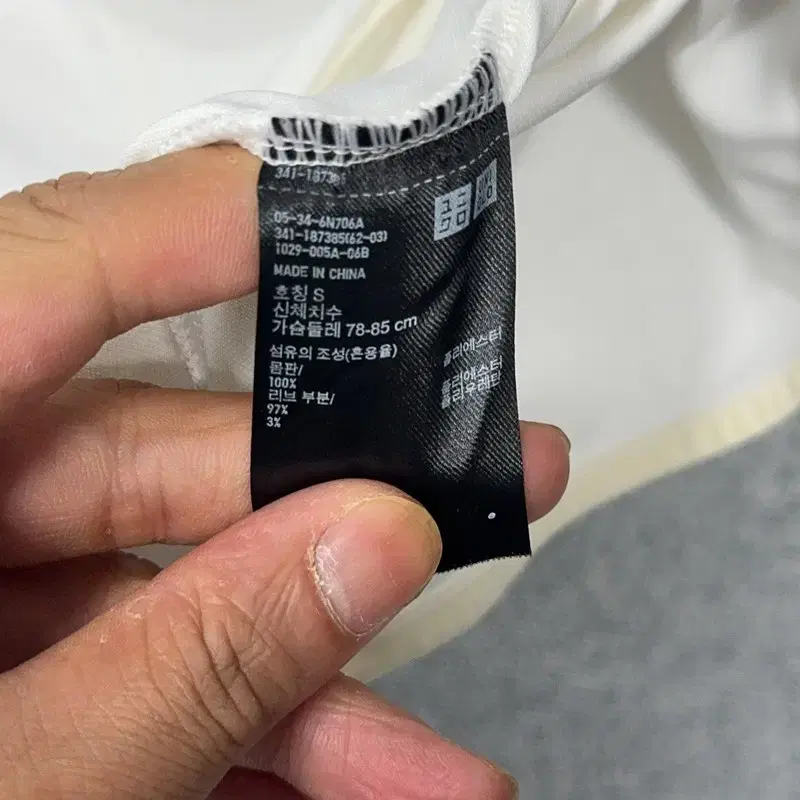 341-18738
05-34-6N706A
341-187385(62-03)
1029-005A-06B
MADE IN CHINA
호칭 S
신체치수
가슴둘레 78-85 cm
섬유의 조성(혼용율)
몸판/
100% 폴리에스터
리브 부분/
97% 폴리에스터
3% 폴리우레탄